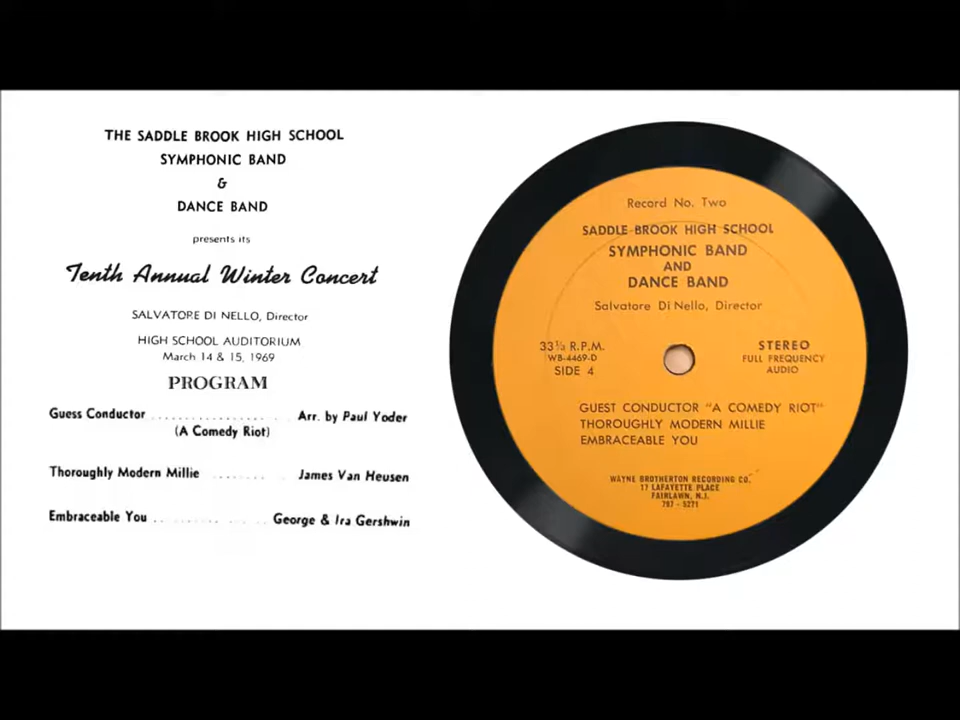 THE SADDLE BROOK HIGH SCHOOL
SYMPHONIC BAND
&
DANCE BAND
presents its
Tenth Annual Winter Concert
SALVATORE DI NELLO, Director
HIGH SCHOOL AUDITORIUM
March 14 & 15, 1969
PROGRAM
Guess Conductor .................. Arr. by Paul Yoder
(A Comedy Riot)
Thoroughly Modern Millie ........ James Van Heusen
Embraceable You ............ George & Ira Gershwin
Record No. Two
SADDLE BROOK HIGH SCHOOL
SYMPHONIC BAND
AND
DANCE BAND
Salvatore Di Nello, Director
33⅓ R.P.M.
WB-4469-D
SIDE 4
STEREO
FULL FREQUENCY
AUDIO
GUEST CONDUCTOR "A COMEDY RIOT"
THOROUGHLY MODERN MILLIE
EMBRACEABLE YOU
WAYNE BROTHERTON RECORDING CO.
17 LAFAYETTE PLACE
FAIRLAWN, N.J.
797-5271